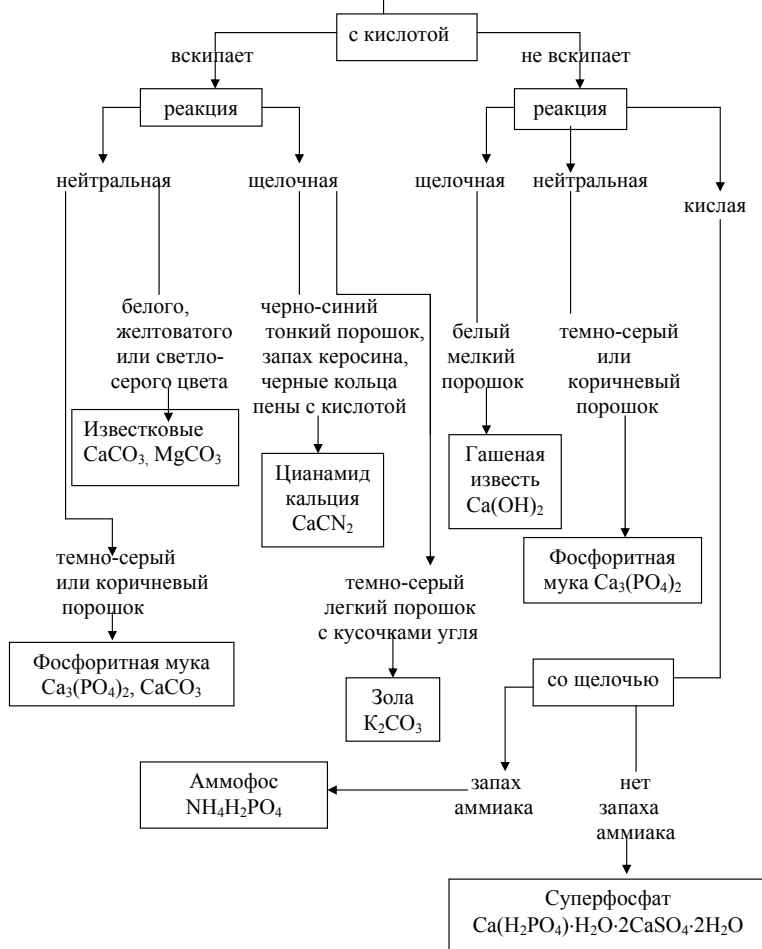 с кислотой
вскипает
не вскипает
реакция
реакция
нейтральная
щелочная
щелочная
нейтральная
кислая
белого,
желтоватого
или светло-
серого цвета
черно-синий
тонкий порошок,
запах керосина,
черные кольца
пены с кислотой
белый
мелкий
порошок
темно-серый
или
коричневый
порошок
Известковые
CaCO₃, MgCO₃
Цианамид
кальция
CaCN₂
Гашеная
известь
Ca(OH)₂
Фосфоритная
мука Ca₃(PO₄)₂
темно-серый
или коричневый
порошок
темно-серый
легкий порошок
с кусочками угля
Фосфоритная мука
Ca₃(PO₄)₂, CaCO₃
Зола
K₂CO₃
со щелочью
Аммофос
NH₄H₂PO₄
запах
аммиака
нет
запаха
аммиака
Суперфосфат
Ca(H₂PO₄)·H₂O·2CaSO₄·2H₂O